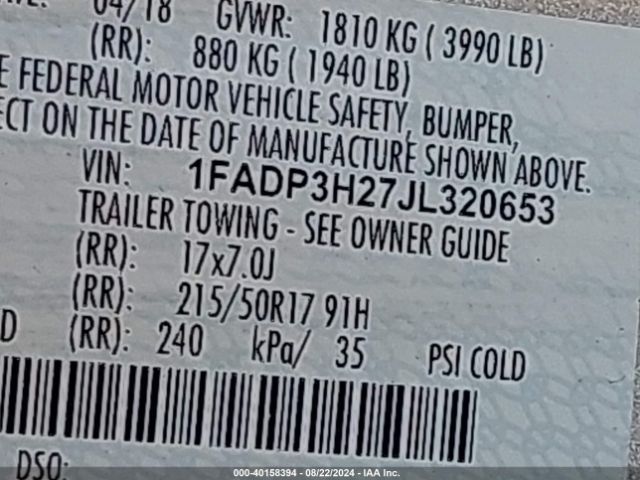 04/18 GVWR: 1810 KG ( 3990 LB)
(RR): 880 KG ( 1940 LB)
FEDERAL MOTOR VEHICLE SAFETY, BUMPER,
ON THE DATE OF MANUFACTURE SHOWN ABOVE.
VIN: 1FADP3H27JL320653
TRAILER TOWING - SEE OWNER GUIDE
(RR): 17x7.0J
(RR): 215/50R17 91H
D (RR): 240 kPa/ 35 PSI COLD
DSO:
000-40158394 - 08/22/2024 - IAA Inc.